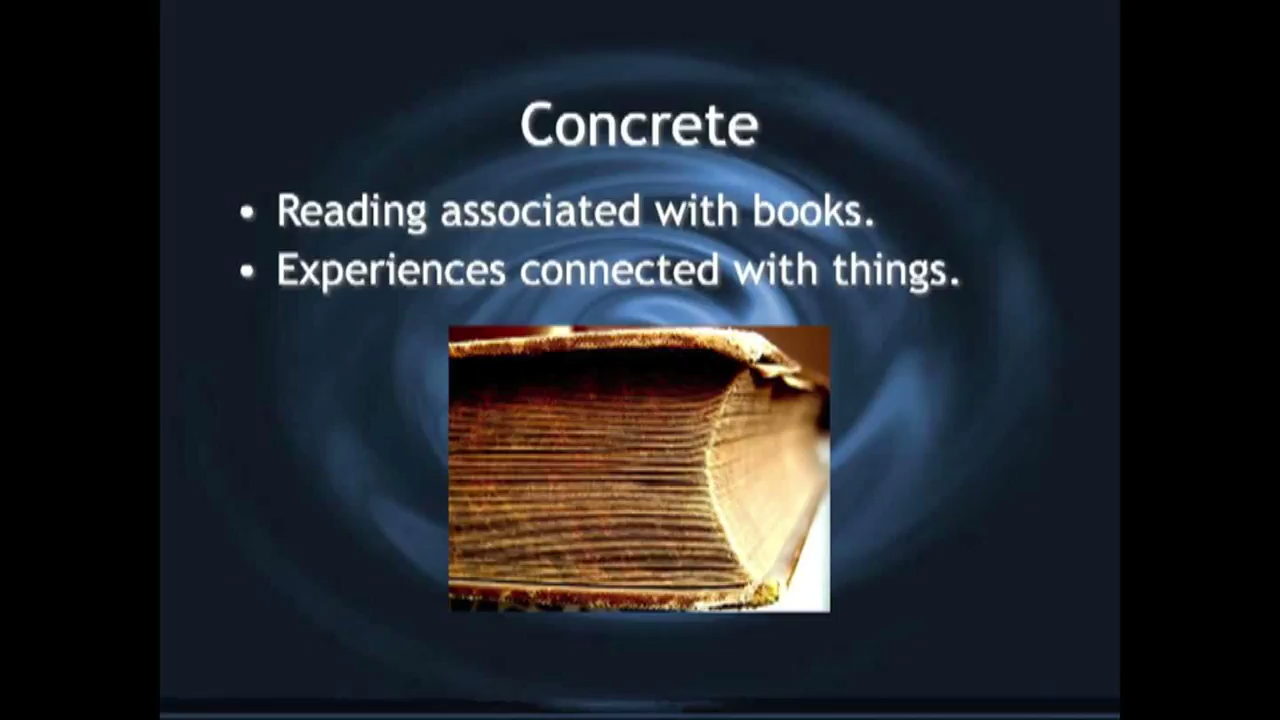 Concrete
• Reading associated with books.
• Experiences connected with things.